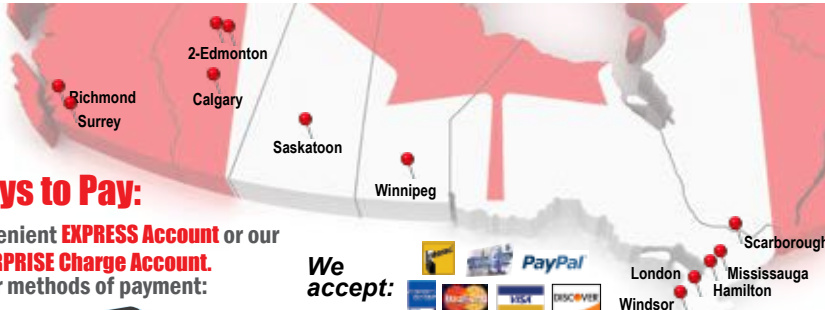 2-Edmonton
Richmond
Calgary
Surrey
Saskatoon
Winnipeg
ys to Pay:
enient EXPRESS Account or our
RPRISE Charge Account.
r methods of payment:
We
accept:
PayPal
VISA
DISCOVER
Scarborough
London
Mississauga
Hamilton
Windsor